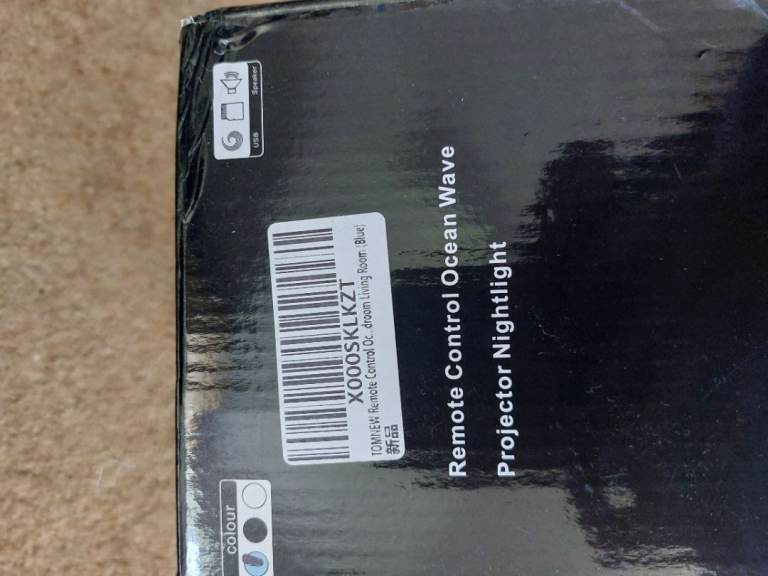 USB Speaker
X000SKLKZT
TOMNEW Remote Control Oc...droom Living Room (Blue)
新品
Remote Control Ocean Wave
Projector Nightlight
colour